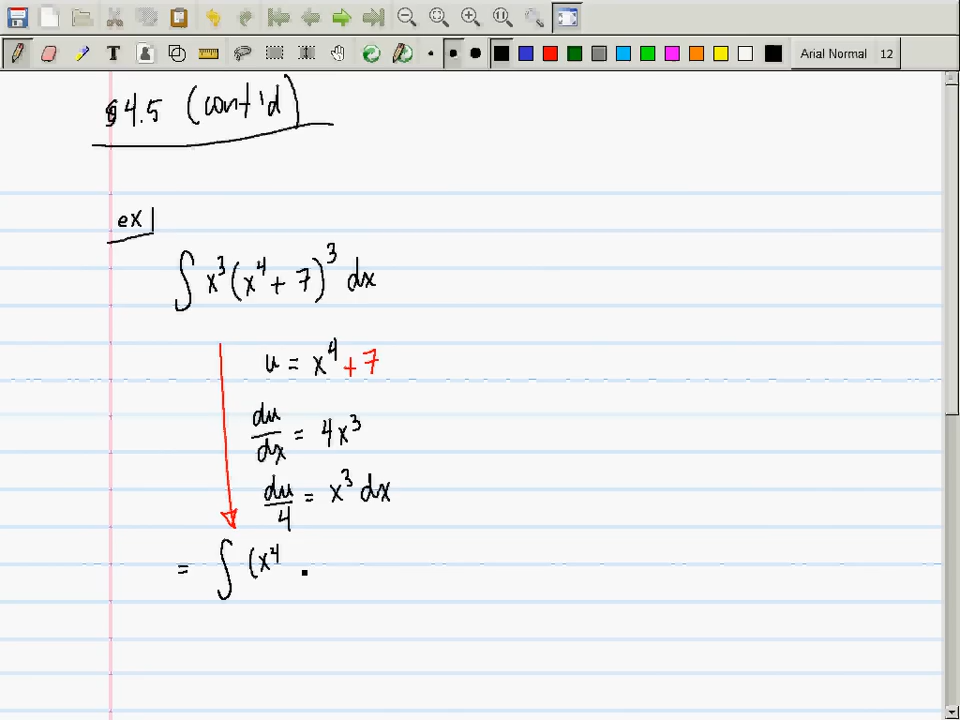 T Arial Normal 12
§4.5 (cont'd)
ex 1
∫ x³(x⁴ + 7)³ dx
u = x⁴ + 7
du/dx = 4x³
du/4 = x³ dx
= ∫ (x⁴